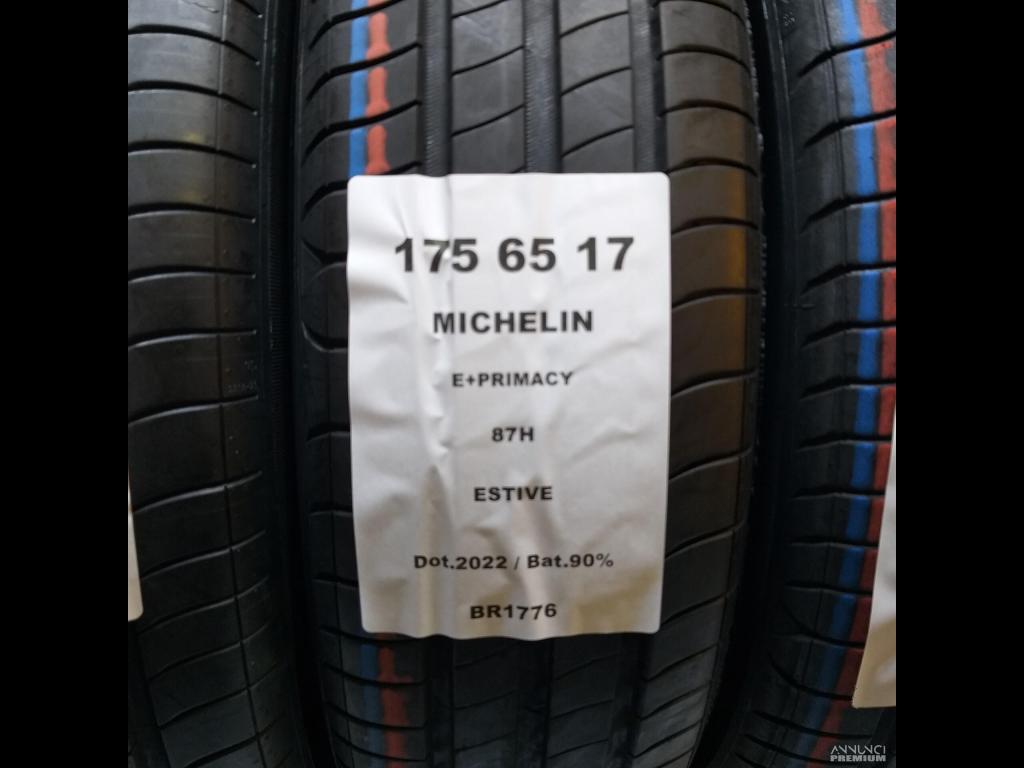 175 65 17
MICHELIN
E+PRIMACY
87H
ESTIVE
Dot.2022 / Bat.90%
BR1776
ANNUNCI
PREMIUM